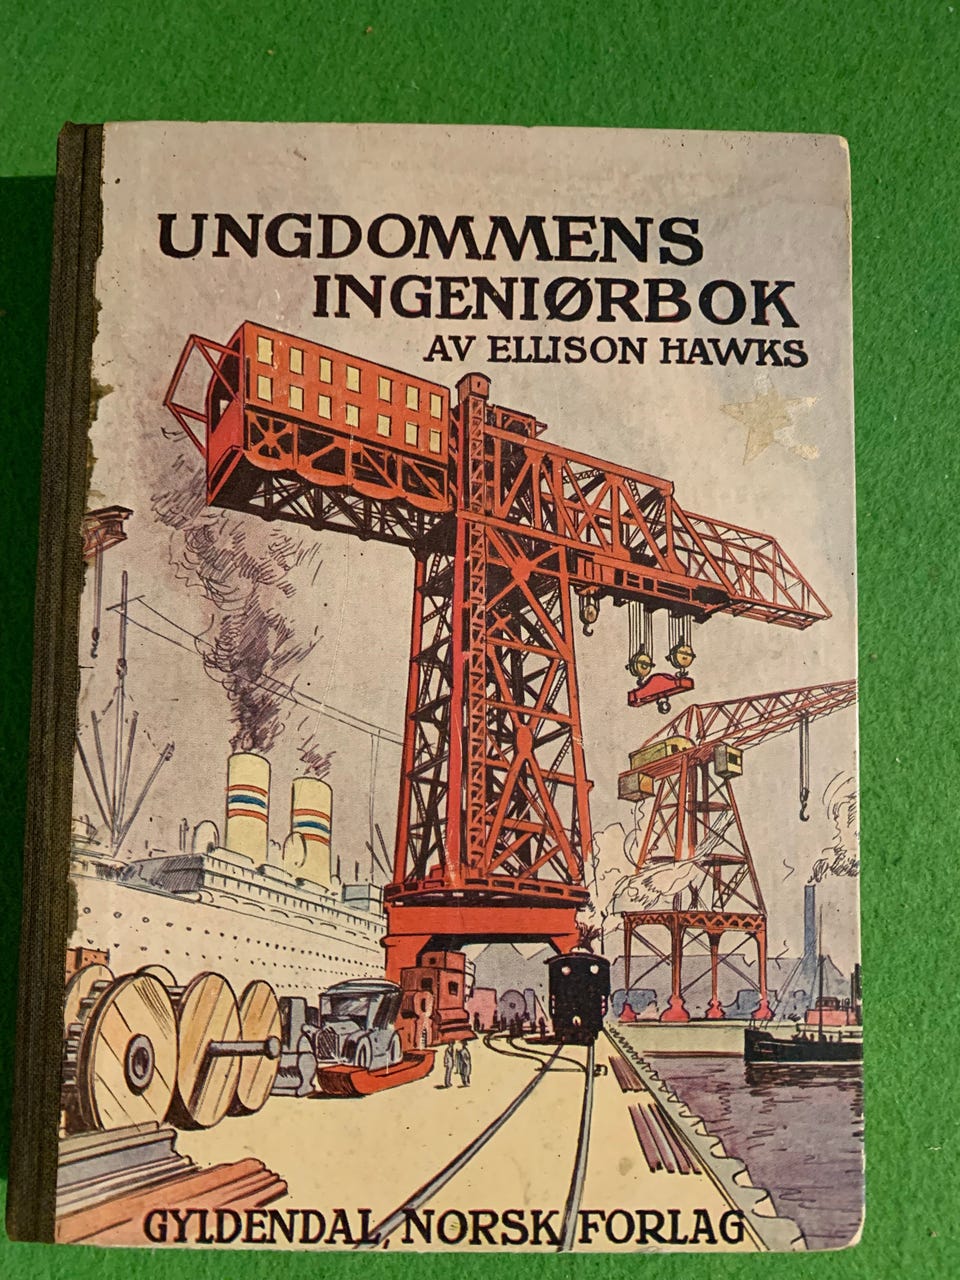 UNGDOMMENS
INGENIØRBOK
AV ELLISON HAWKS
GYLDENDAL NORSK FORLAG